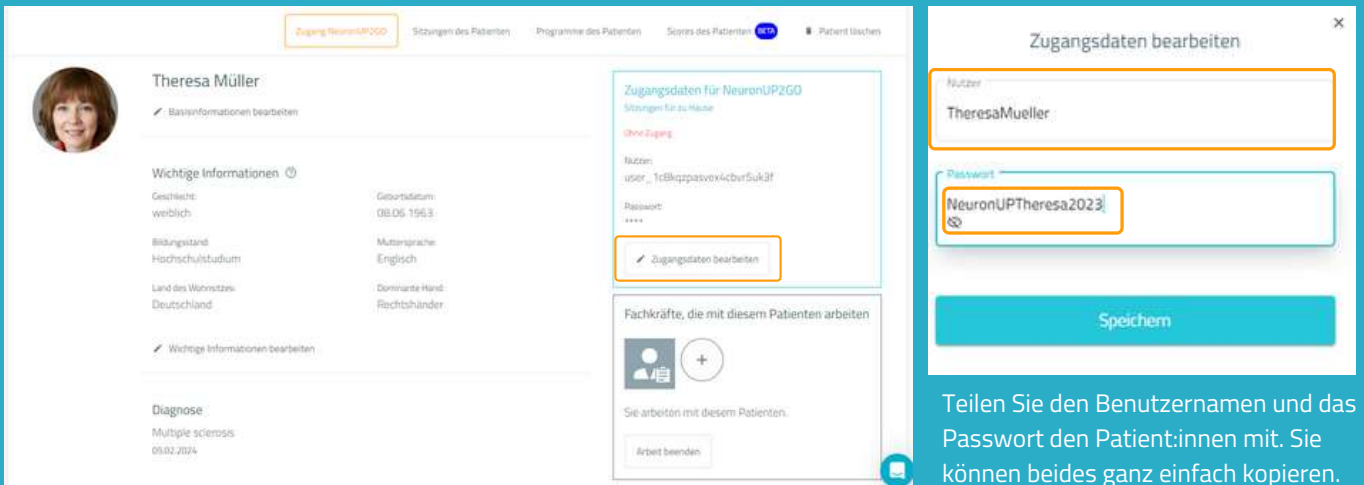 Zugang NeuronUP2GO
Sitzungen des Patienten
Programme des Patienten
Scores des Patienten BETA
Patient löschen
Theresa Müller
Basisinformationen bearbeiten
Wichtige Informationen
Geschlecht:
weiblich
Geburtsdatum:
08.06.1963
Bildungsstand:
Hochschulstudium
Muttersprache:
Englisch
Land des Wohnsitzes:
Deutschland
Dominante Hand:
Rechtshänder
Wichtige Informationen bearbeiten
Diagnose
Multiple sclerosis
05.02.2024
Zugangsdaten für NeuronUP2GO
Sitzungen für zu Hause
Ohne Zugang
Nutzer:
Passwort:
****
Zugangsdaten bearbeiten
Fachkräfte, die mit diesem Patienten arbeiten
+
Sie arbeiten mit diesem Patienten.
Arbeit beenden
Zugangsdaten bearbeiten
Nutzer
TheresaMueller
Passwort
NeuronUPTheresa2023
Speichern
Teilen Sie den Benutzernamen und das
Passwort den Patient:innen mit. Sie
können beides ganz einfach kopieren.